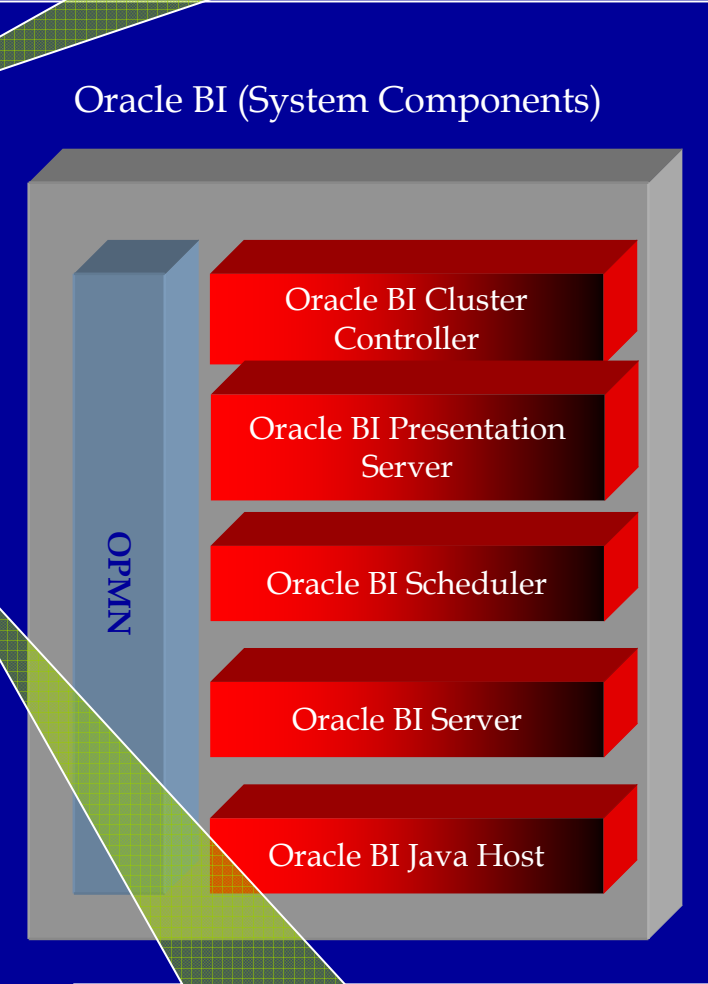 Oracle BI (System Components)
Oracle BI Cluster
Controller
Oracle BI Presentation
Server
OPMN
Oracle BI Scheduler
Oracle BI Server
Oracle BI Java Host